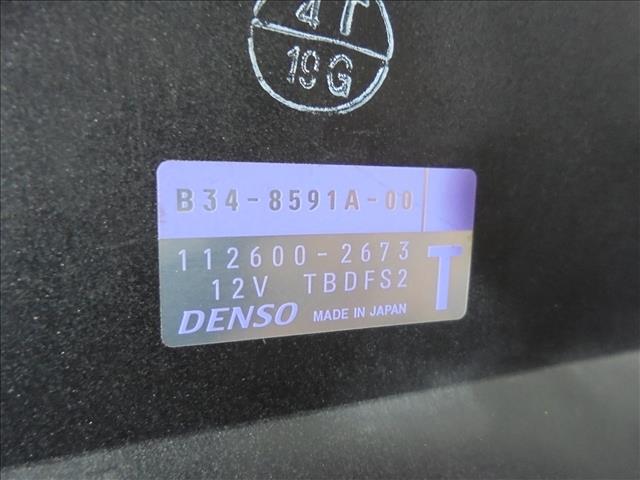 4T
19G
B34-8591A-00
112600-2673
12V TBDFS2
T
DENSO MADE IN JAPAN